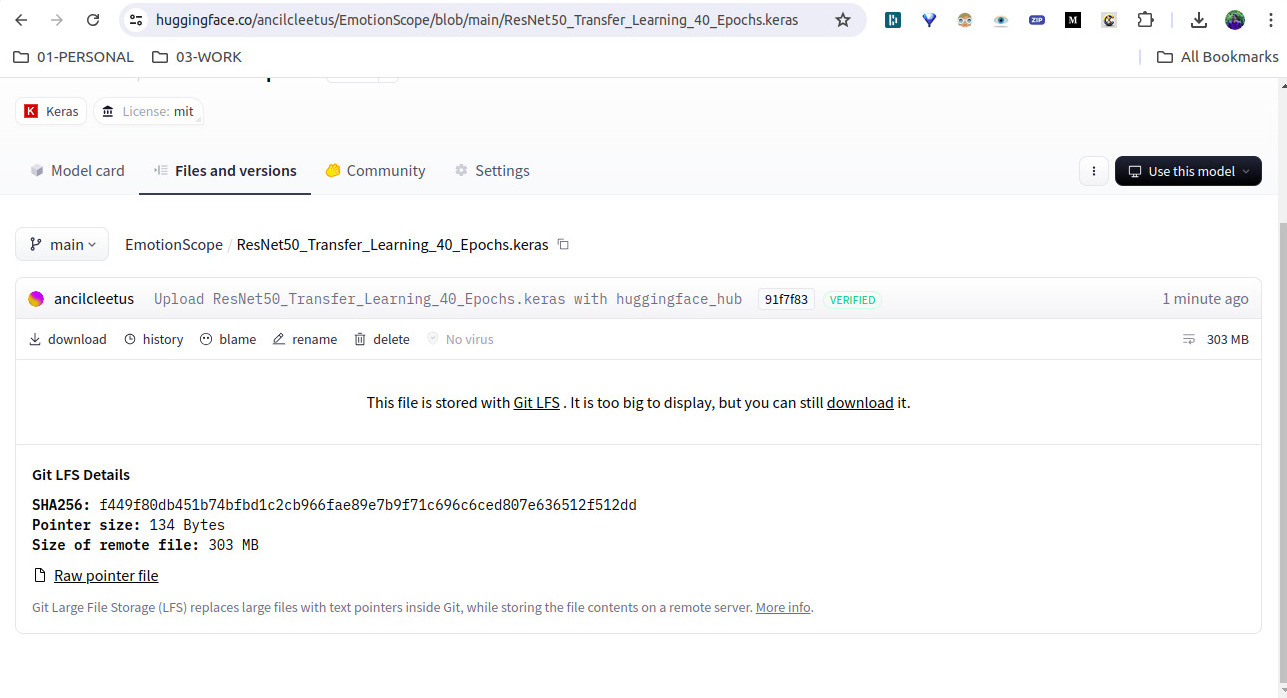 huggingface.co/ancilcleetus/EmotionScope/blob/main/ResNet50_Transfer_Learning_40_Epochs.keras
ZIP
M
01-PERSONAL 03-WORK All Bookmarks
K Keras License: mit
Model card Files and versions Community Settings Use this model
main EmotionScope / ResNet50_Transfer_Learning_40_Epochs.keras
ancilcleetus Upload ResNet50_Transfer_Learning_40_Epochs.keras with huggingface_hub 91f7f83 VERIFIED 1 minute ago
download history blame rename delete No virus 303 MB
This file is stored with Git LFS . It is too big to display, but you can still download it.
Git LFS Details
SHA256: f449f80db451b74bfbd1c2cb966fae89e7b9f71c696c6ced807e636512f512dd
Pointer size: 134 Bytes
Size of remote file: 303 MB
Raw pointer file
Git Large File Storage (LFS) replaces large files with text pointers inside Git, while storing the file contents on a remote server. More info.